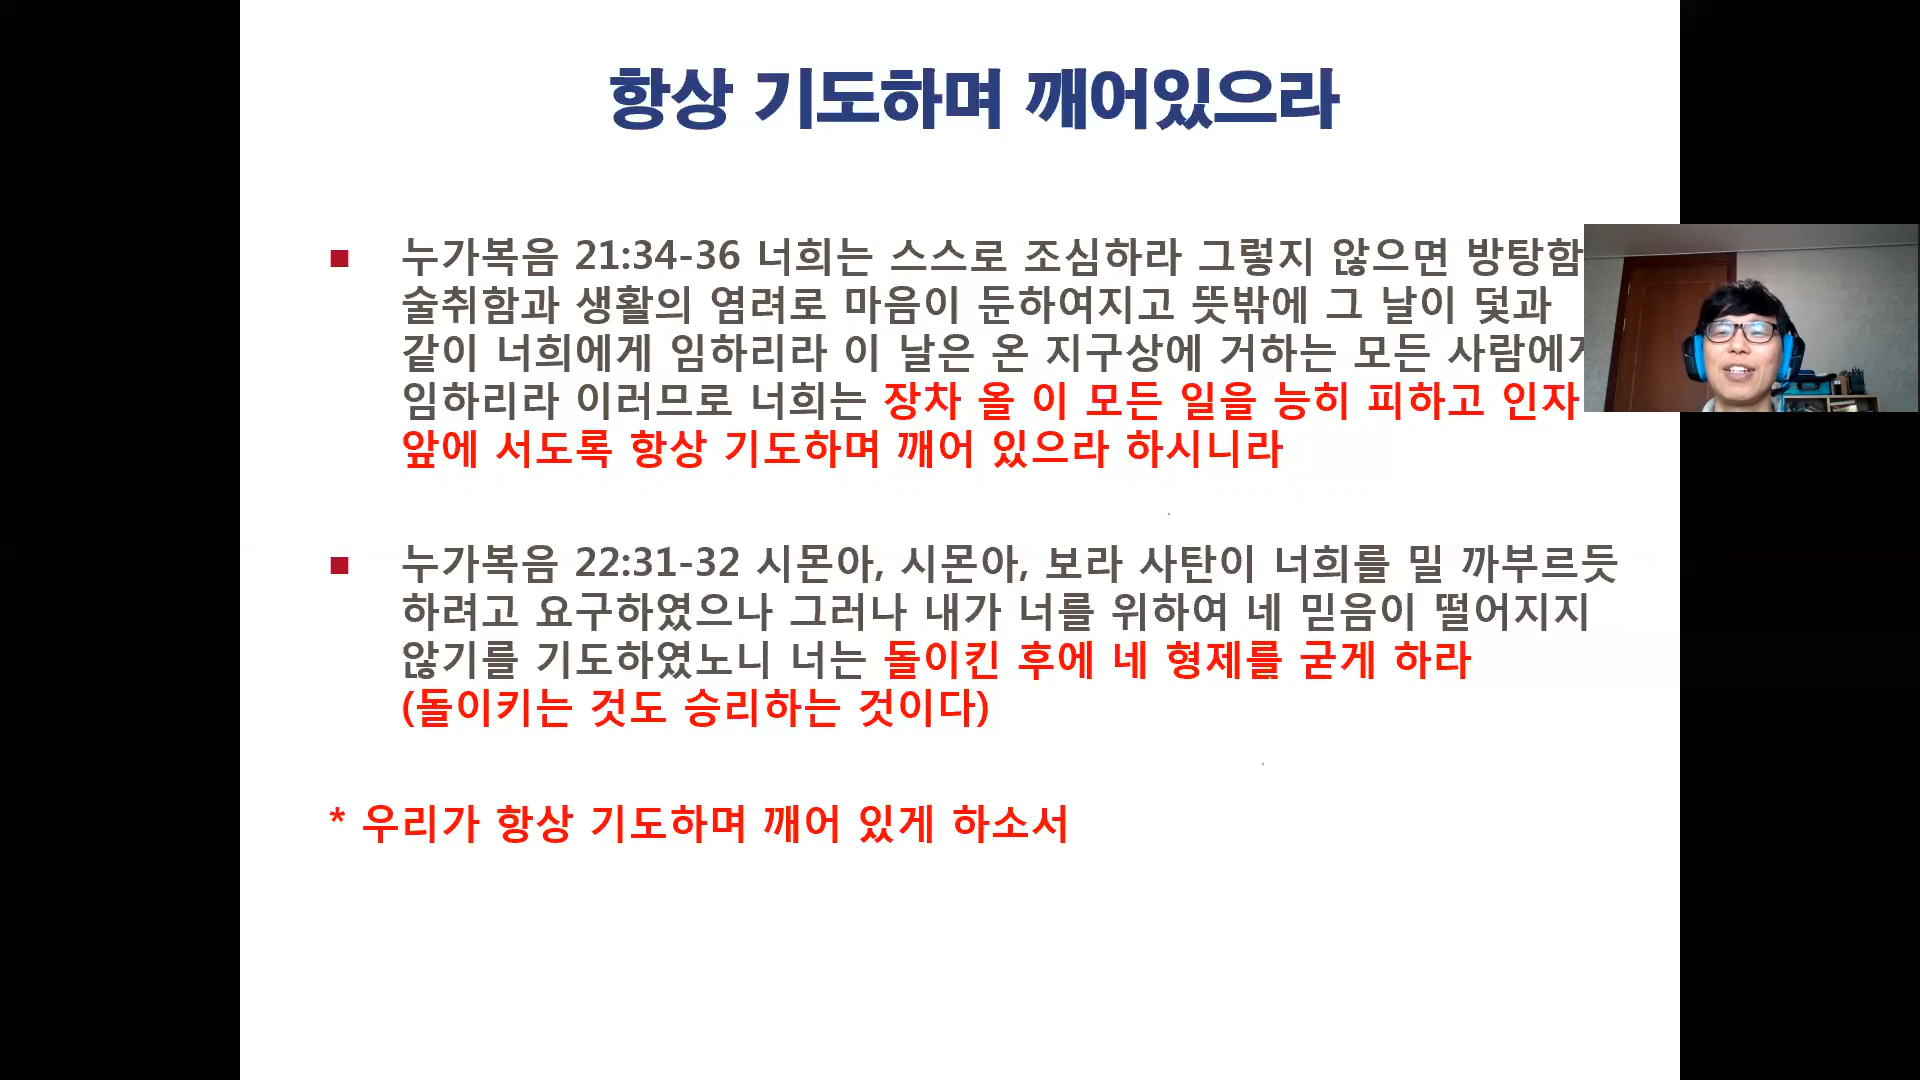 항상 기도하며 깨어있으라
■ 누가복음 21:34-36 너희는 스스로 조심하라 그렇지 않으면 방탕함
술취함과 생활의 염려로 마음이 둔하여지고 뜻밖에 그 날이 덫과
같이 너희에게 임하리라 이 날은 온 지구상에 거하는 모든
임하리라 이러므로 너희는 장차 올 이 모든 일을 능히 피하고 인자
앞에 서도록 항상 기도하며 깨어 있으라 하시니라
■ 누가복음 22:31-32 시몬아, 시몬아, 보라 사탄이 너희를 밀 까부르듯
하려고 요구하였으나 그러나 내가 너를 위하여 네 믿음이 떨어지지
않기를 기도하였노니 너는 돌이킨 후에 네 형제를 굳게 하라
(돌이키는 것도 승리하는 것이다)
* 우리가 항상 기도하며 깨어 있게 하소서